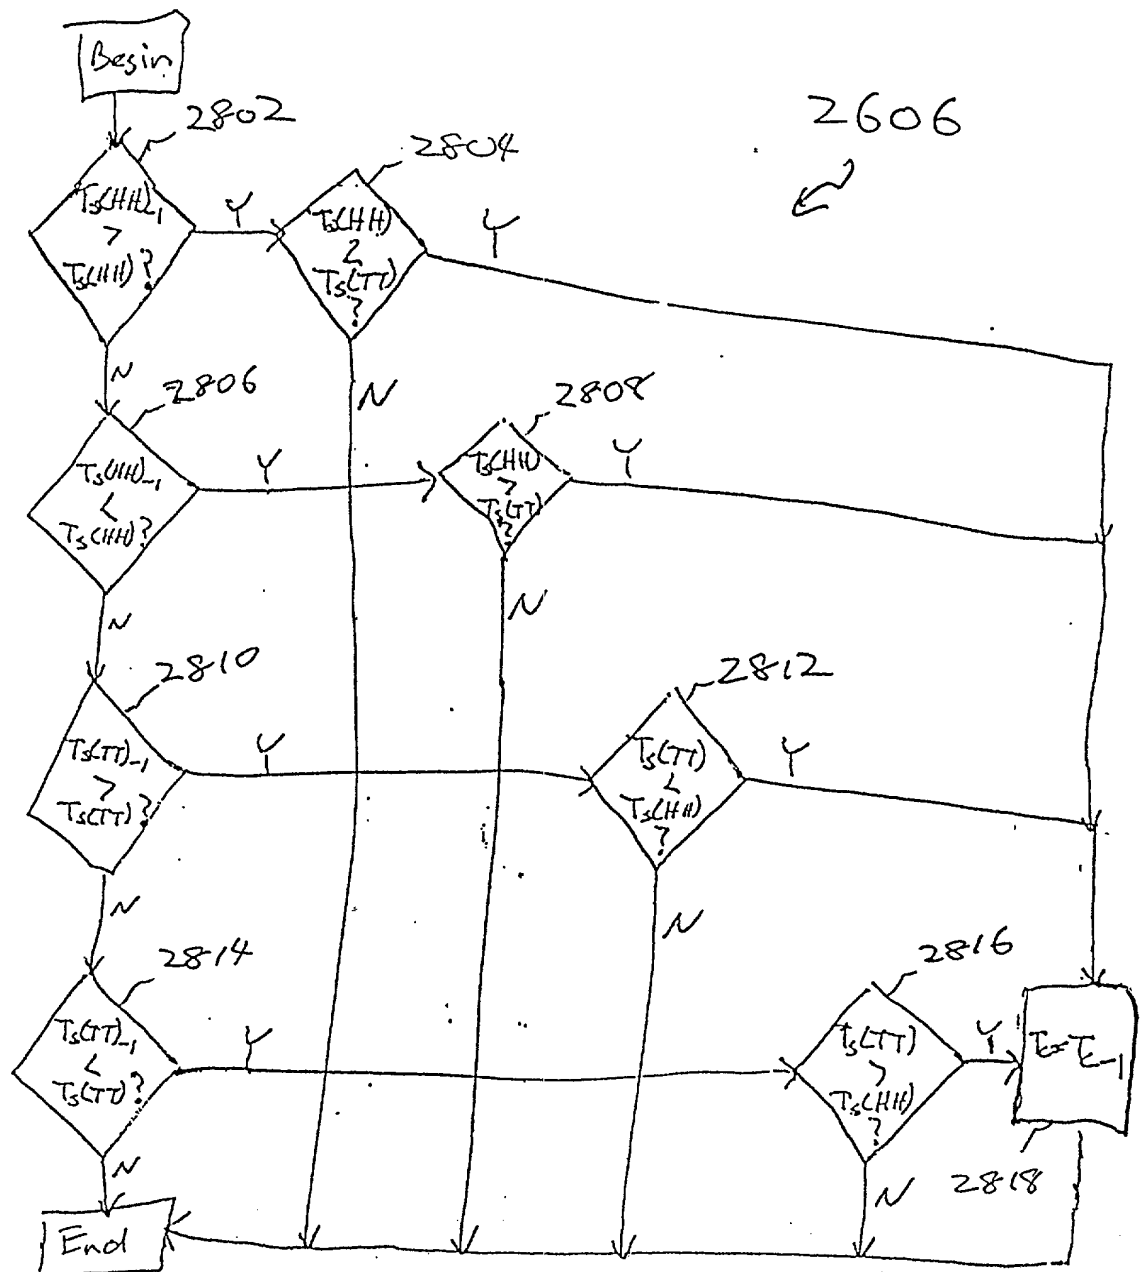 Begin
2802
2606
2804
Ts(HH)-1
>
Ts(HH)?
Y
Ts(HH)
<
Ts(TT)
?
Y
N
N
2806
2808
Ts(HH)-1
<
Ts(HH)?
Y
Ts(HH)
>
Ts(TT)
?
Y
N
N
2810
2812
Ts(TT)-1
>
Ts(TT)?
Y
Ts(TT)
<
Ts(HH)
?
Y
N
N
2814
2816
Ts(TT)-1
<
Ts(TT)?
Y
Ts(TT)
>
Ts(HH)
?
Y
N
N
2818
End